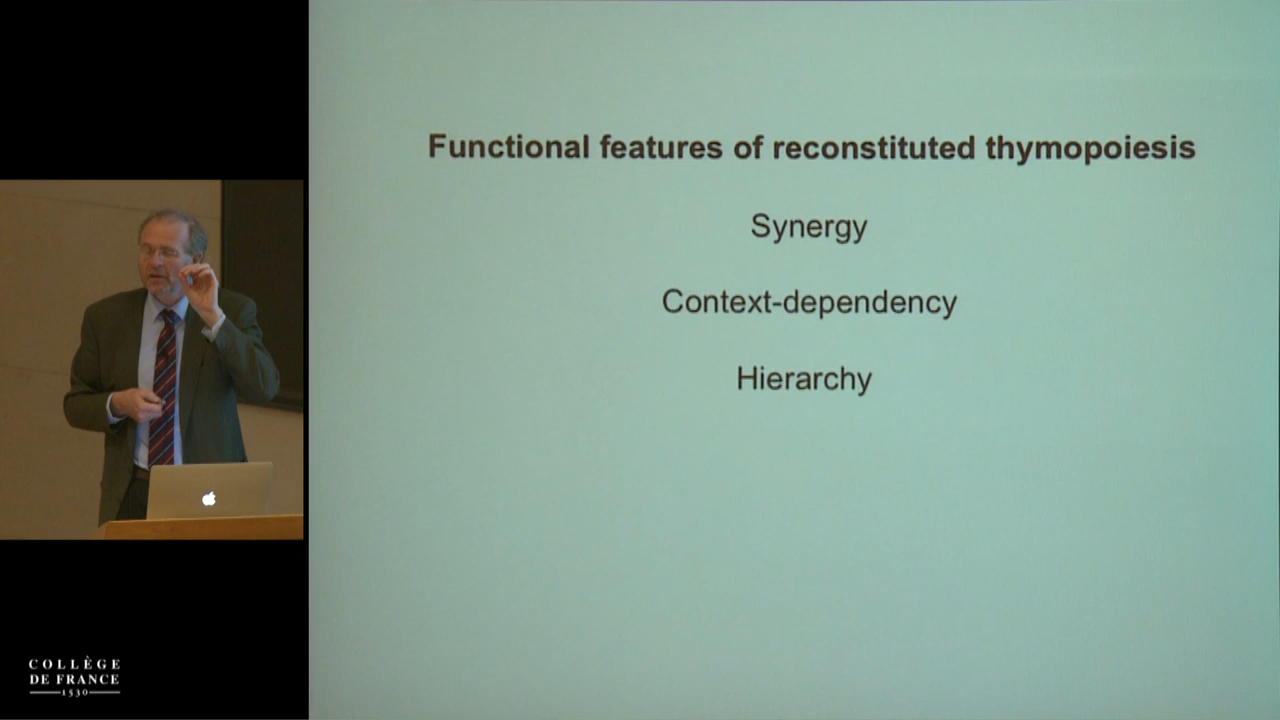 Functional features of reconstituted thymopoiesis
Synergy
Context-dependency
Hierarchy
COLLÈGE
DE FRANCE
1530